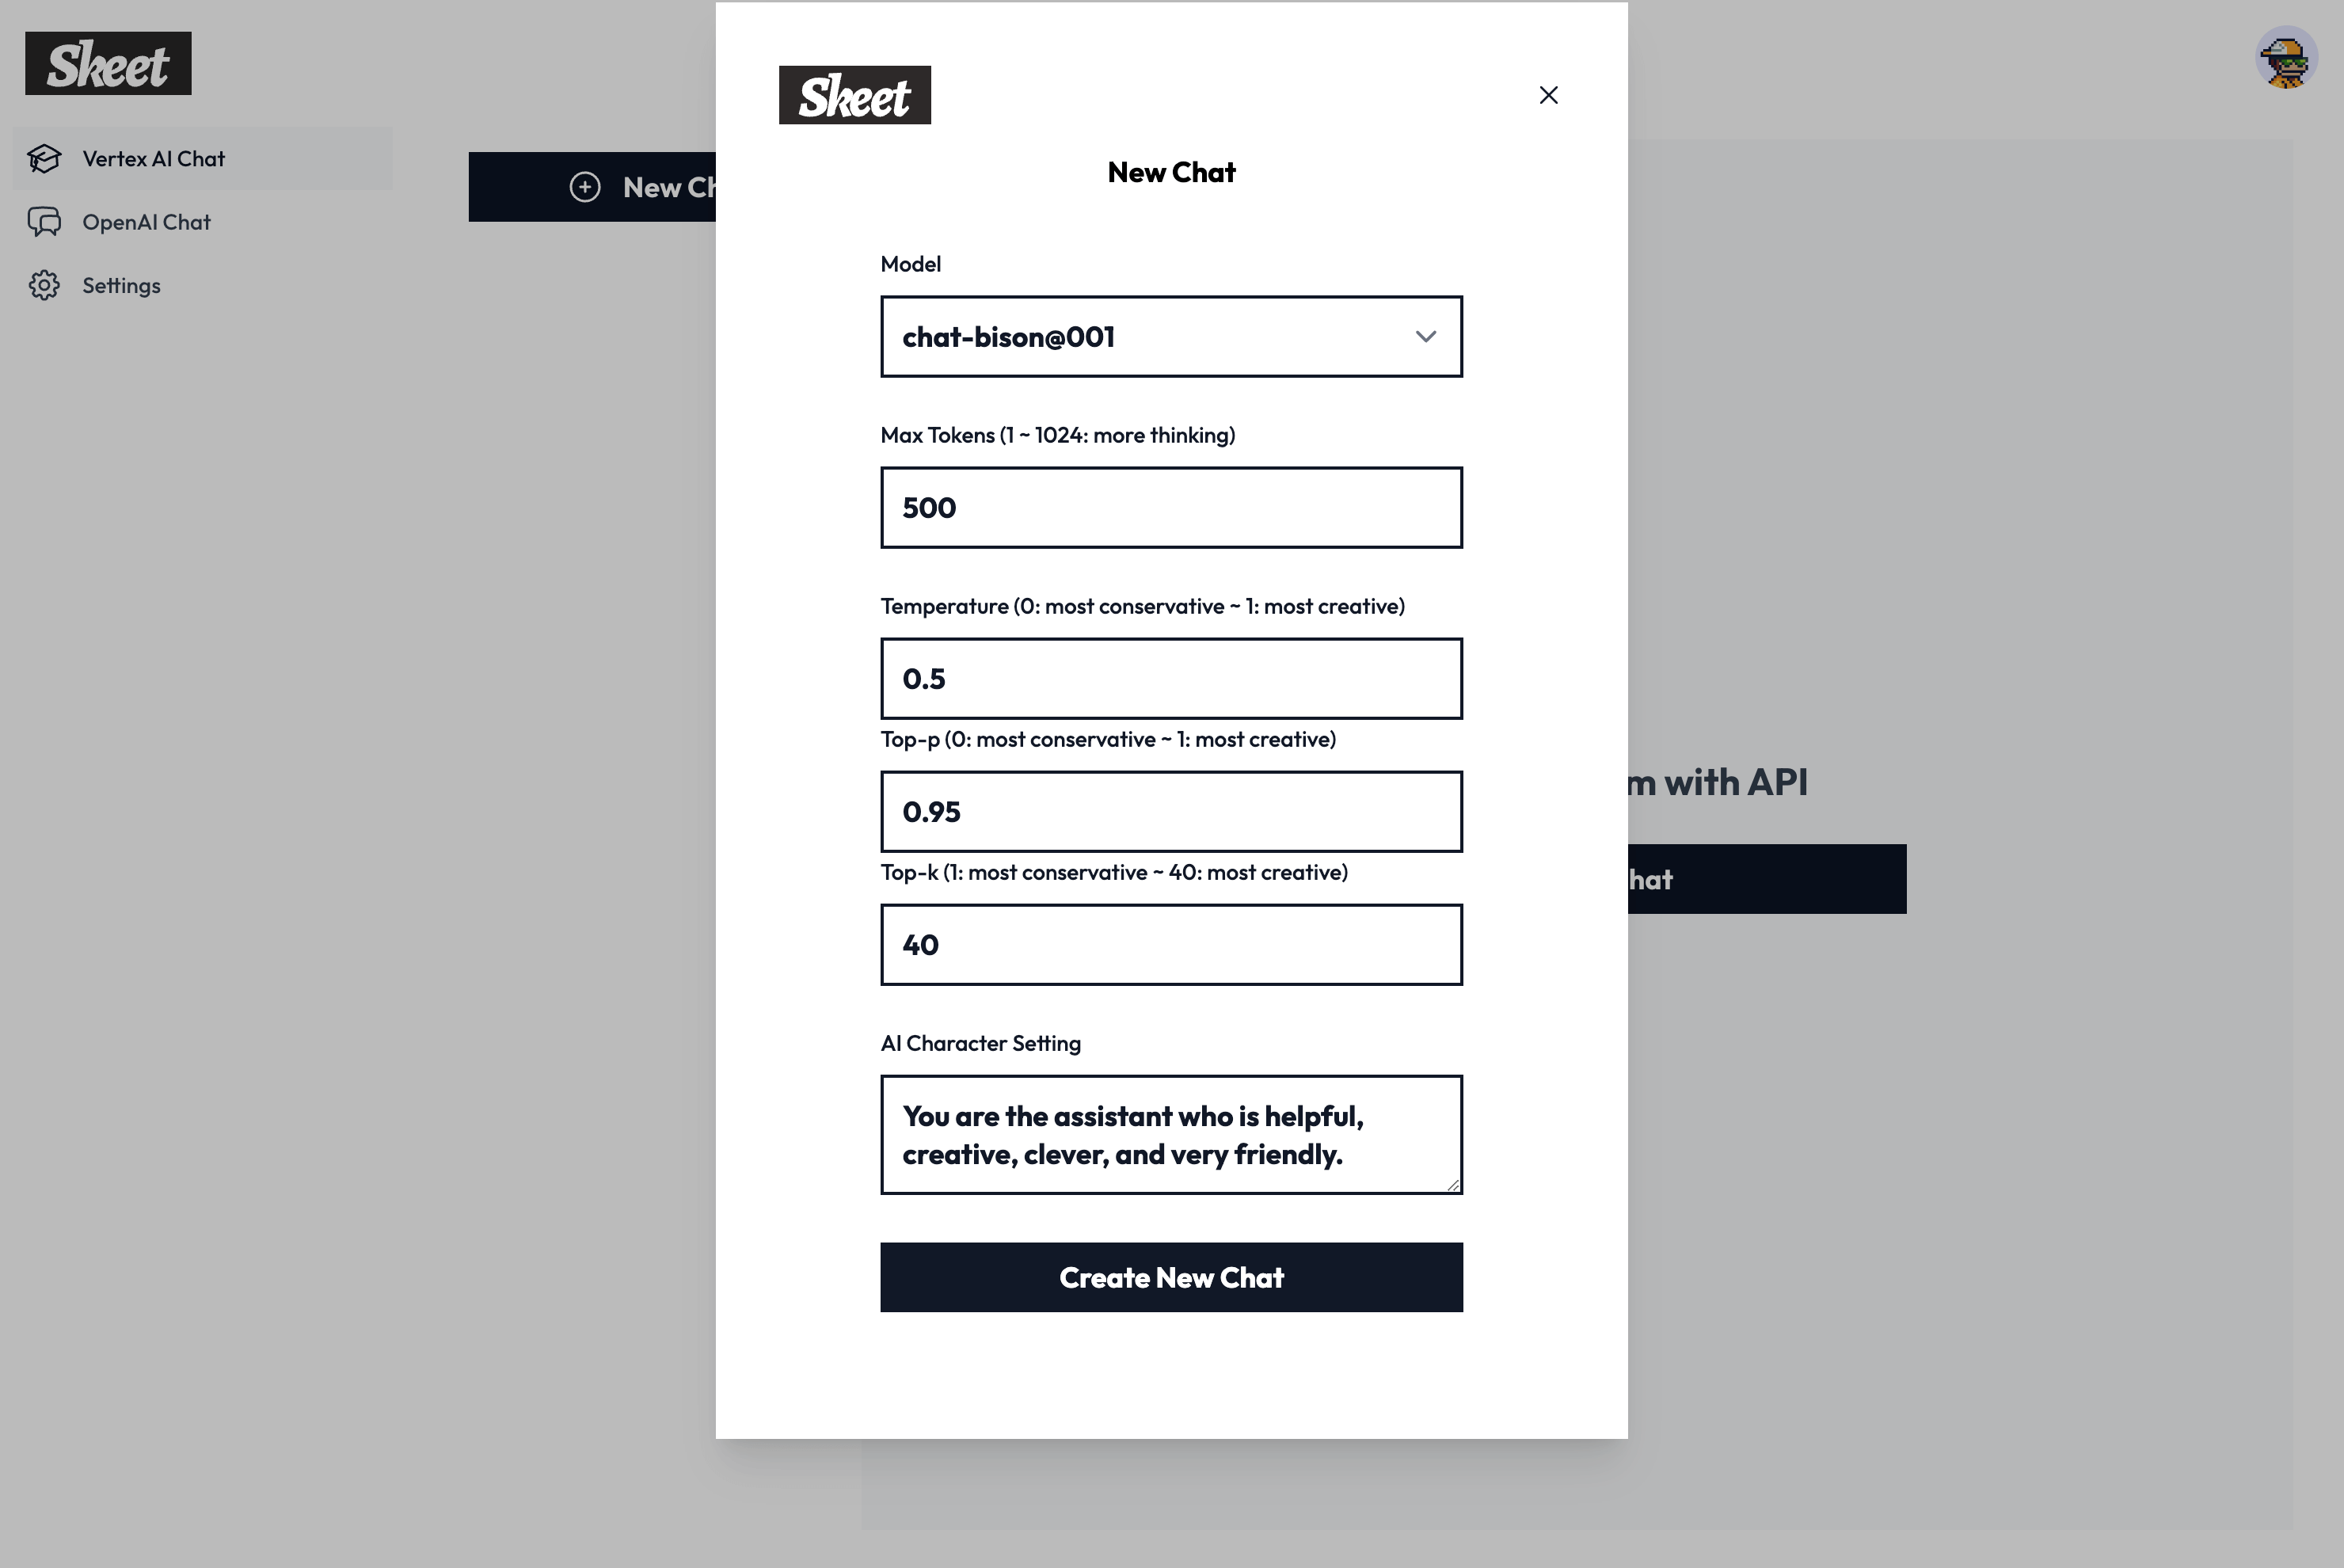 Skeet
Vertex AI Chat
OpenAI Chat
Settings
New Ch
Skeet
New Chat
Model
chat-bison@001
Max Tokens (1 ~ 1024: more thinking)
500
Temperature (0: most conservative ~ 1: most creative)
0.5
Top-p (0: most conservative ~ 1: most creative)
0.95
Top-k (1: most conservative ~ 40: most creative)
40
AI Character Setting
You are the assistant who is helpful,
creative, clever, and very friendly.
Create New Chat
m with API
hat